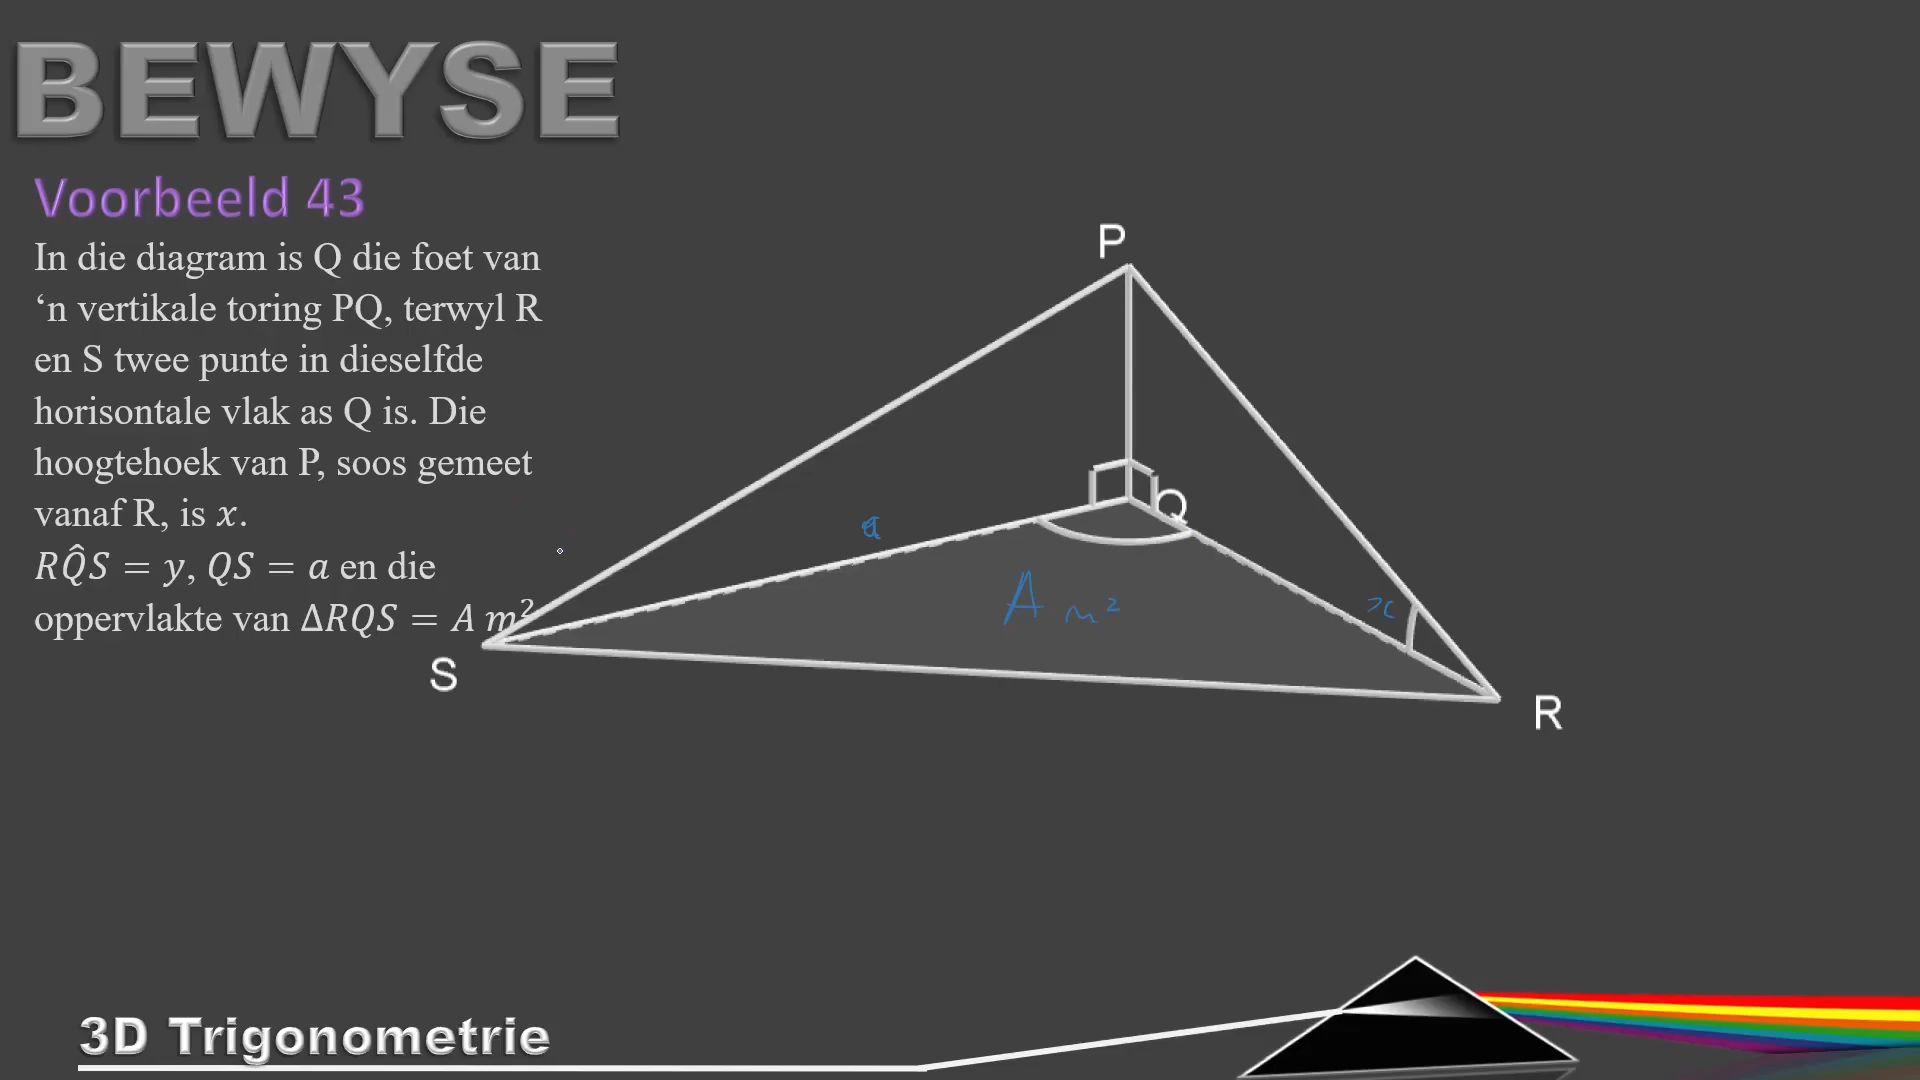 BEWYSE
Voorbeeld 43
In die diagram is Q die foet van
‘n vertikale toring PQ, terwyl R
en S twee punte in dieselfde
horisontale vlak as Q is. Die
hoogtehoek van P, soos gemeet
vanaf R, is x.
RQ̂S = y, QS = a en die
oppervlakte van ΔRQS = A m²
P
Q
a
A m²
x
S
R
3D Trigonometrie